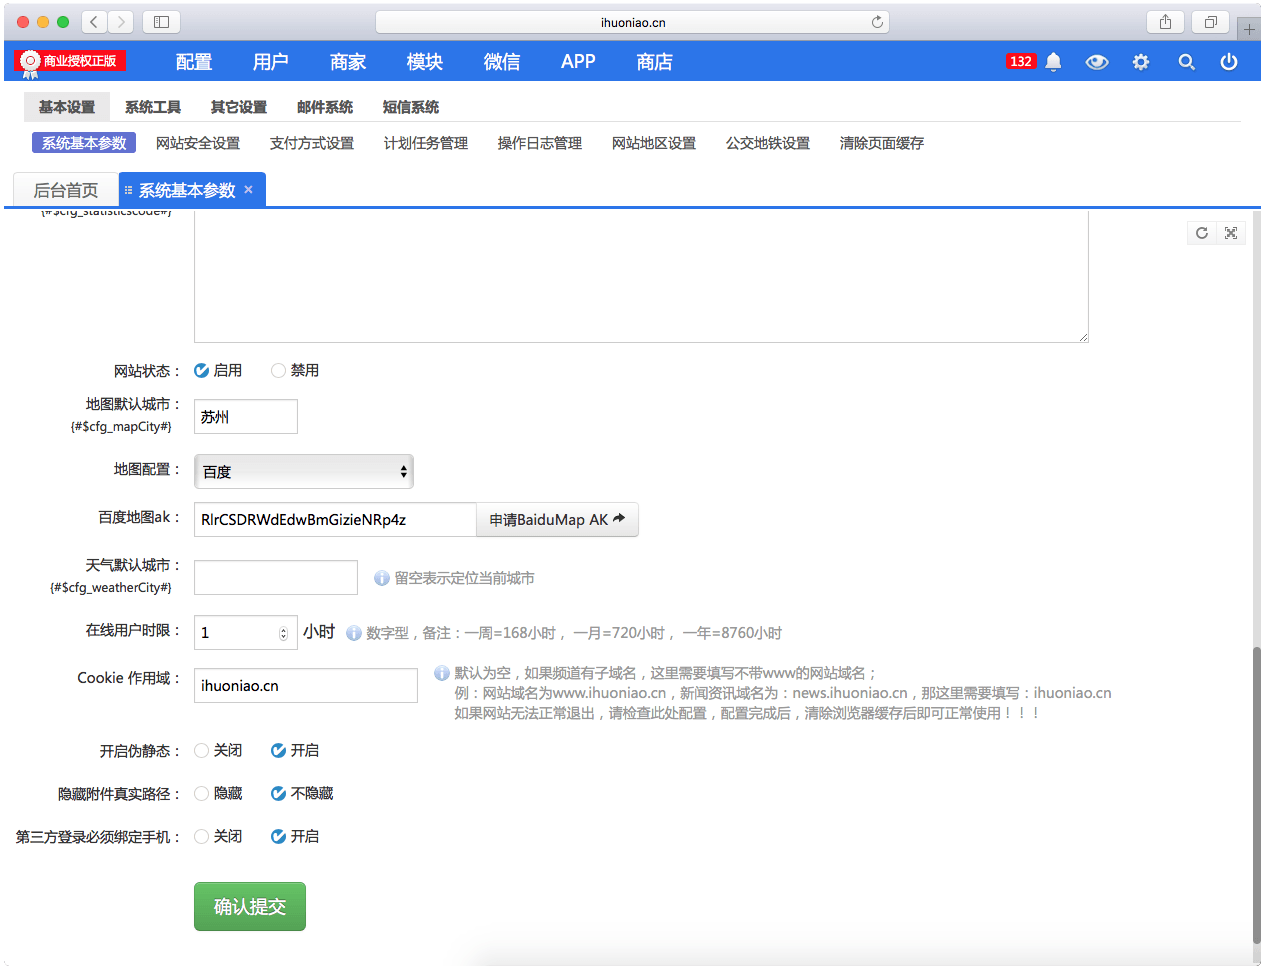 ihuoniao.cn
商业授权正版 配置 用户 商家 模块 微信 APP 商店 132
基本设置 系统工具 其它设置 邮件系统 短信系统
系统基本参数 网站安全设置 支付方式设置 计划任务管理 操作日志管理 网站地区设置 公交地铁设置 清除页面缓存
后台首页 系统基本参数 ×
{#$cfg_statisticscode#}
网站状态： 启用 禁用
地图默认城市： 苏州
{#$cfg_mapCity#}
地图配置： 百度
百度地图ak： RlrCSDRWdEdwBmGizieNRp4z 申请BaiduMap AK
天气默认城市： 留空表示定位当前城市
{#$cfg_weatherCity#}
在线用户时限： 1 小时 数字型，备注：一周=168小时， 一月=720小时， 一年=8760小时
Cookie 作用域： ihuoniao.cn 默认为空，如果频道有子域名，这里需要填写不带www的网站域名；
例：网站域名为www.ihuoniao.cn，新闻资讯域名为：news.ihuoniao.cn，那这里需要填写：ihuoniao.cn
如果网站无法正常退出，请检查此处配置，配置完成后，清除浏览器缓存后即可正常使用！！！
开启伪静态： 关闭 开启
隐藏附件真实路径： 隐藏 不隐藏
第三方登录必须绑定手机： 关闭 开启
确认提交